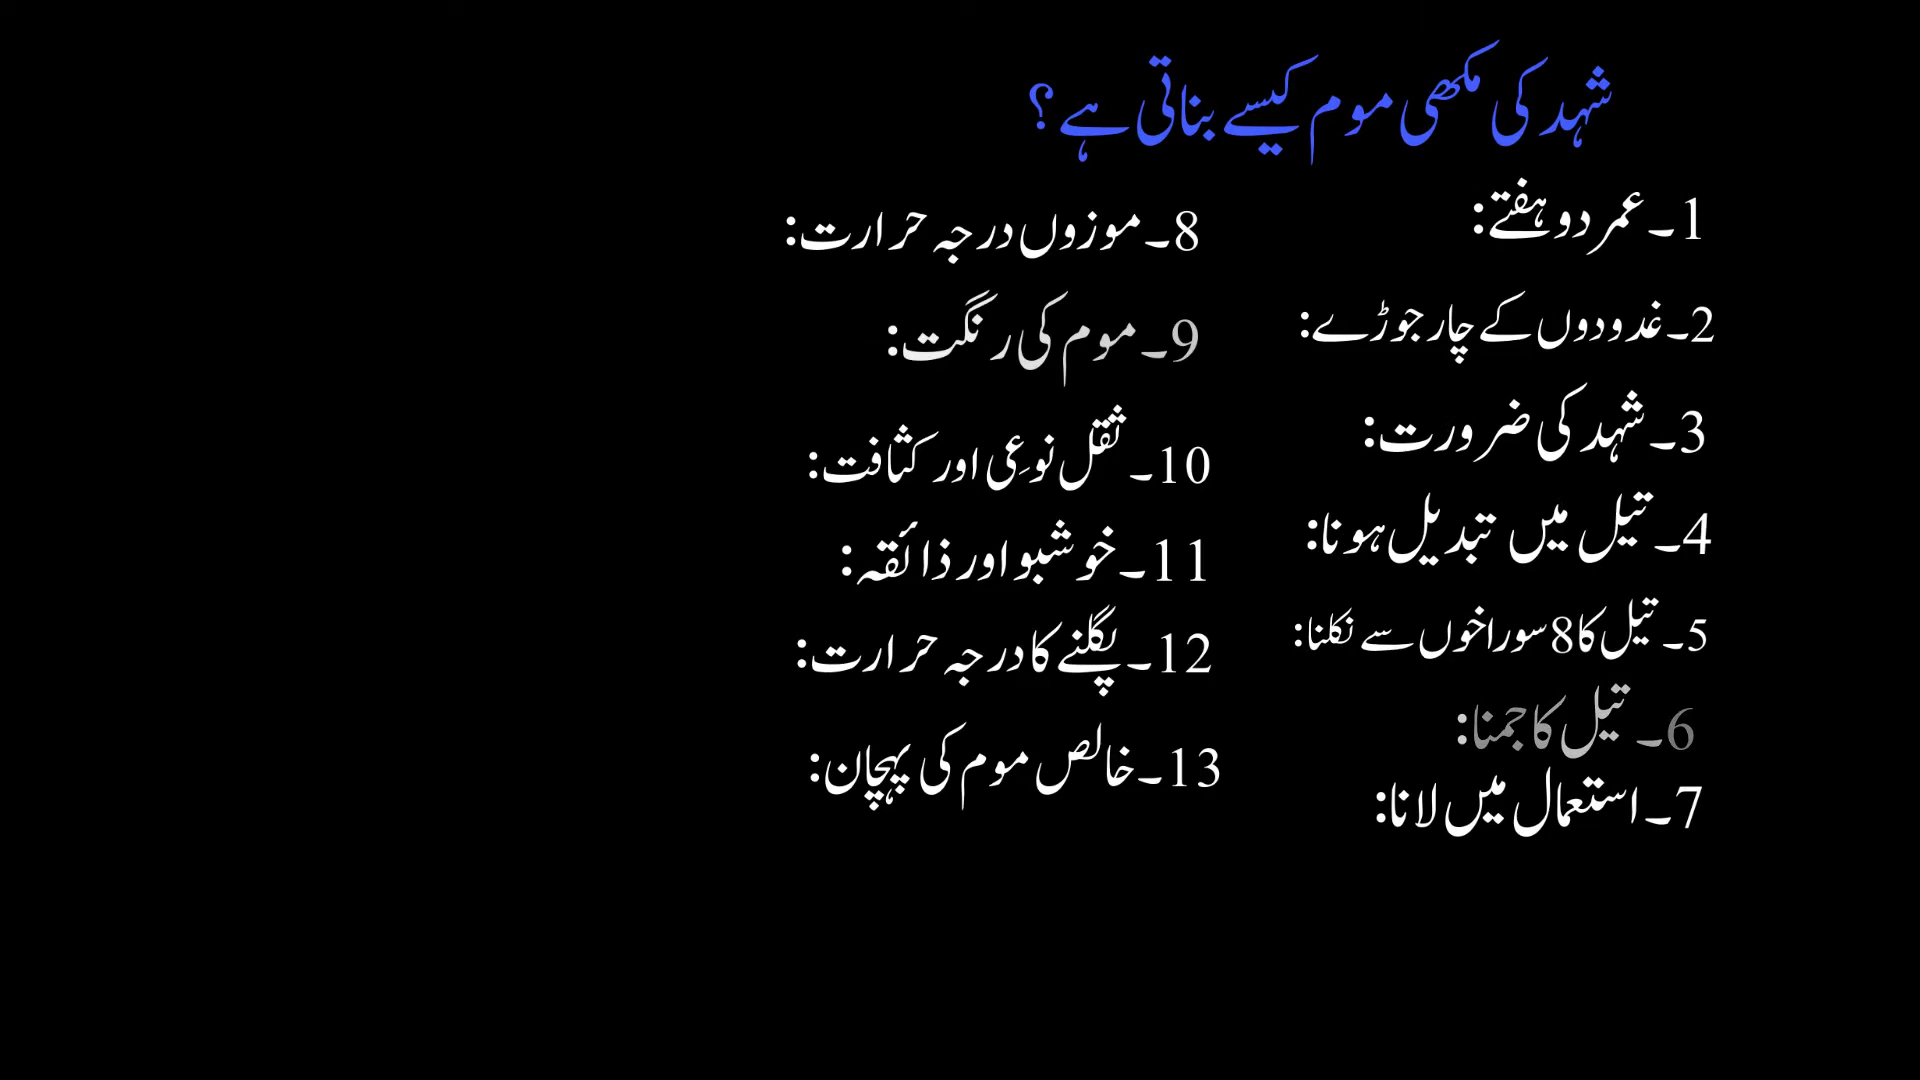 شہد کی مکھی موم کیسے بناتی ہے؟
1۔عمر دو ہفتے:
2۔غدودوں کے چار جوڑے:
3۔شہد کی ضرورت:
4۔تیل میں تبدیل ہونا:
5۔تیل کا 8 سوراخوں سے نکلنا:
6۔تیل کا جمنا:
7۔استعمال میں لانا:
8۔موزوں درجہ حرارت:
9۔موم کی رنگت:
10۔ثقل نوعِی اور کثافت:
11۔خوشبو اور ذائقہ:
12۔پگلنے کا درجہ حرارت:
13۔خالص موم کی پہچان: